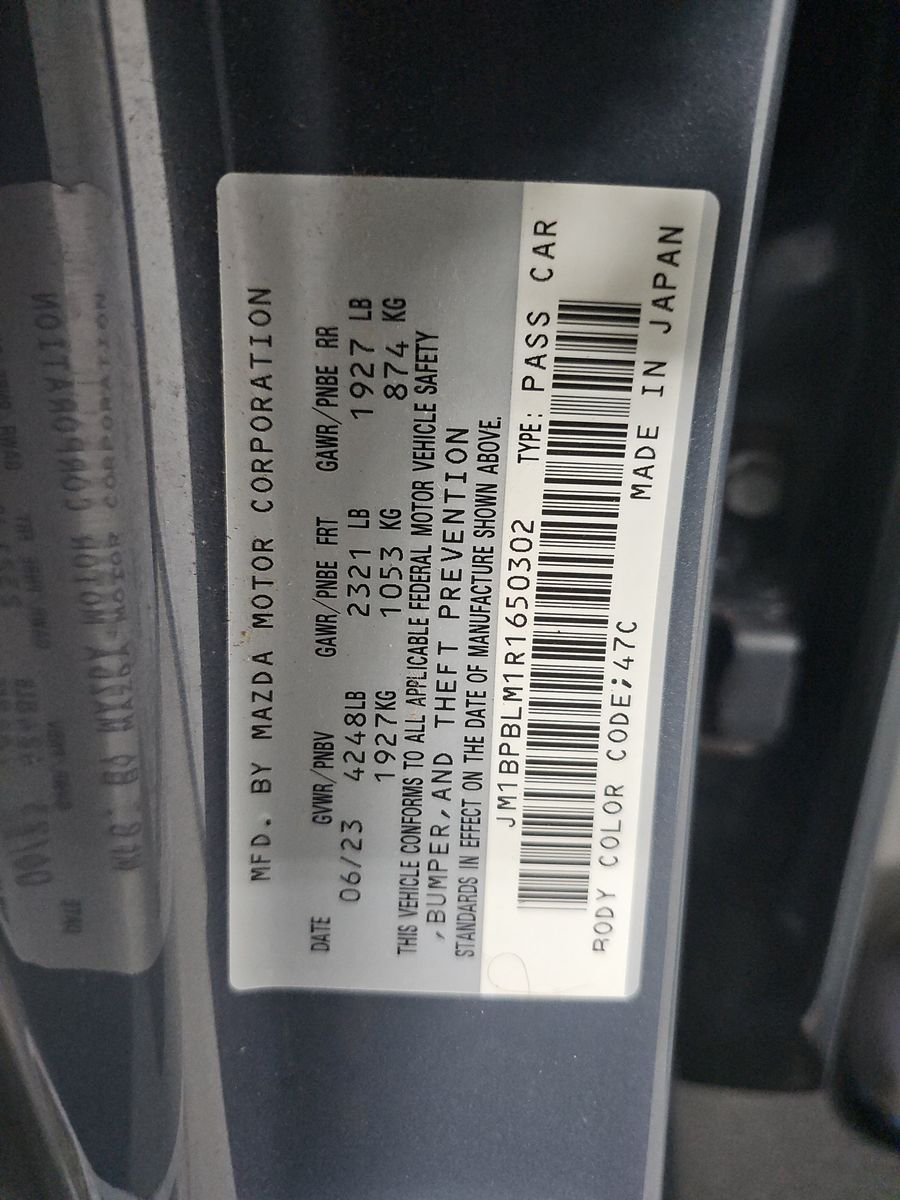 MFD. BY MAZDA MOTOR CORPORATION
DATE GVWR/PNBV GAWR/PNBE FRT GAWR/PNBE RR
06/23 4248LB 2321 LB 1927 LB
1927KG 1053 KG 874 KG
THIS VEHICLE CONFORMS TO ALL APPLICABLE FEDERAL MOTOR VEHICLE SAFETY
,BUMPER,AND THEFT PREVENTION
STANDARDS IN EFFECT ON THE DATE OF MANUFACTURE SHOWN ABOVE.
JM1BPBLM1R1650302 TYPE: PASS CAR
BODY COLOR CODE;47C MADE IN JAPAN